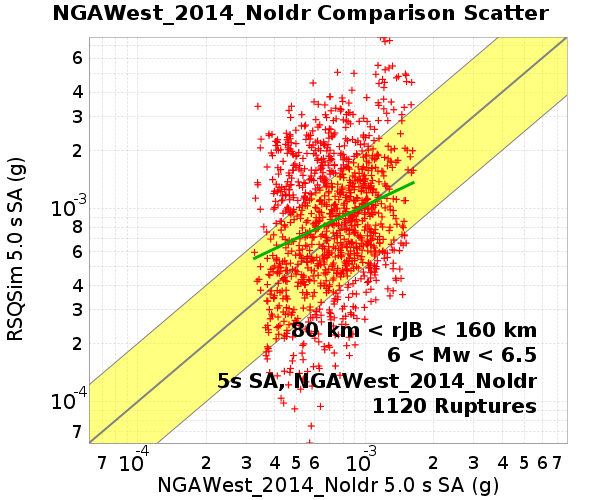 NGAWest_2014_NoIdr Comparison Scatter
RSQSim 5.0 s SA (g)
6
4
3
2
10-3
8
6
4
3
2
10-4
7
80 km < rJB < 160 km
6 < Mw < 6.5
5s SA, NGAWest_2014_NoIdr
1120 Ruptures
7 10-4 2 3 4 5 6 10-3 2 3 4 5 6 7
NGAWest_2014_NoIdr 5.0 s SA (g)